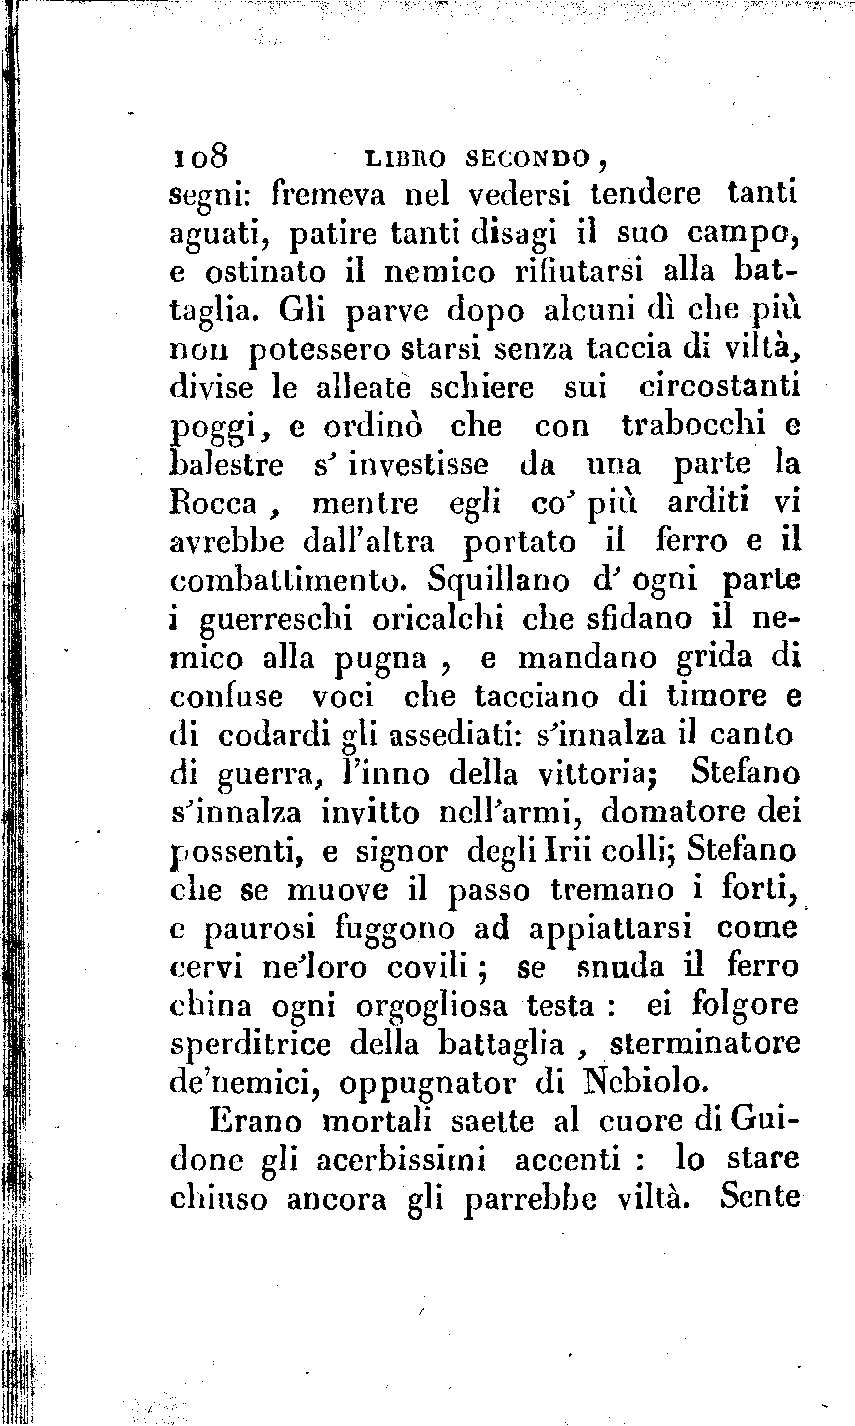 108 LIBRO SECONDO,
segni: fremeva nel vedersi tendere tanti
aguati, patire tanti disagi il suo campo,
e ostinato il nemico rifiutarsi alla bat-
taglia. Gli parve dopo alcuni dì che più
non potessero starsi senza taccia di viltà,
divise le alleate schiere sui circostanti
poggi, e ordinò che con trabocchi e
balestre s' investisse da una parte la
Rocca, mentre egli co' più arditi vi
avrebbe dall'altra portato il ferro e il
combattimento. Squillano d' ogni parte
i guerreschi oricalchi che sfidano il ne-
mico alla pugna, e mandano grida di
confuse voci che tacciano di timore e
di codardi gli assediati: s'innalza il canto
di guerra, l'inno della vittoria; Stefano
s'innalza invitto nell'armi, domatore dei
possenti, e signor degli Irii colli; Stefano
che se muove il passo tremano i forti,
e paurosi fuggono ad appiattarsi come
cervi ne'loro covili; se snuda il ferro
china ogni orgogliosa testa: ei folgore
sperditrice della battaglia, sterminatore
de'nemici, oppugnator di Nebiolo.
Erano mortali saette al cuore di Gui-
done gli acerbissimi accenti: lo stare
chiuso ancora gli parrebbe viltà. Sente